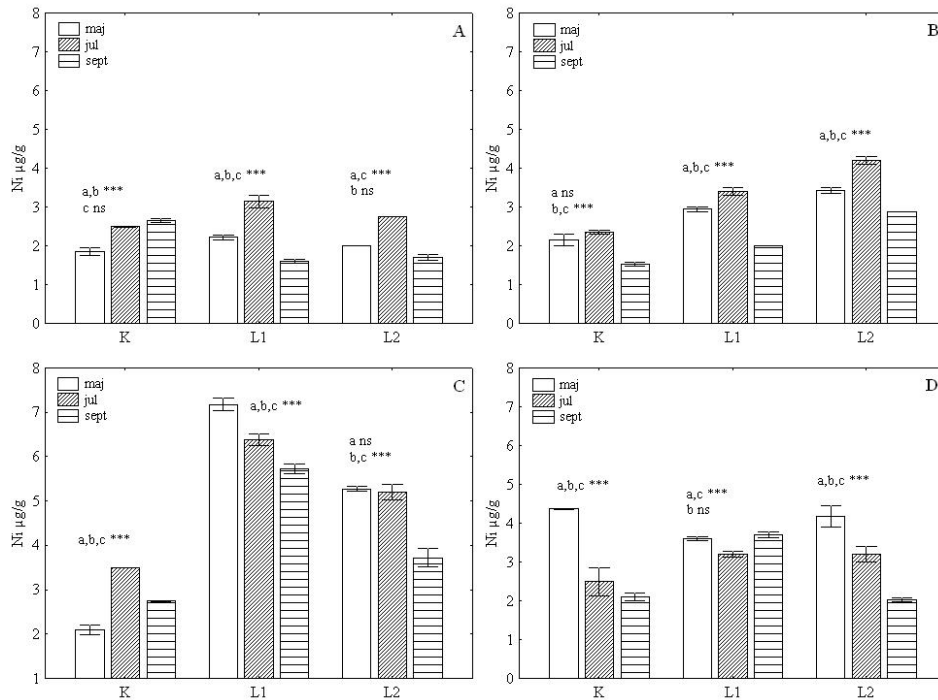 8
7
6
5
4
3
2
1
0
Ni µg/g
maj
jul
sept
A
a,b ***
c ns
a,b,c ***
a,c ***
b ns
K L1 L2
8
7
6
5
4
3
2
1
0
Ni µg/g
maj
jul
sept
B
a ns
b,c ***
a,b,c ***
a,b,c ***
K L1 L2
8
7
6
5
4
3
2
1
Ni µg/g
maj
jul
sept
C
a,b,c ***
a,b,c ***
a ns
b,c ***
K L1 L2
8
7
6
5
4
3
2
1
0
Ni µg/g
maj
jul
sept
D
a,b,c ***
a,c ***
b ns
a,b,c ***
K L1 L2